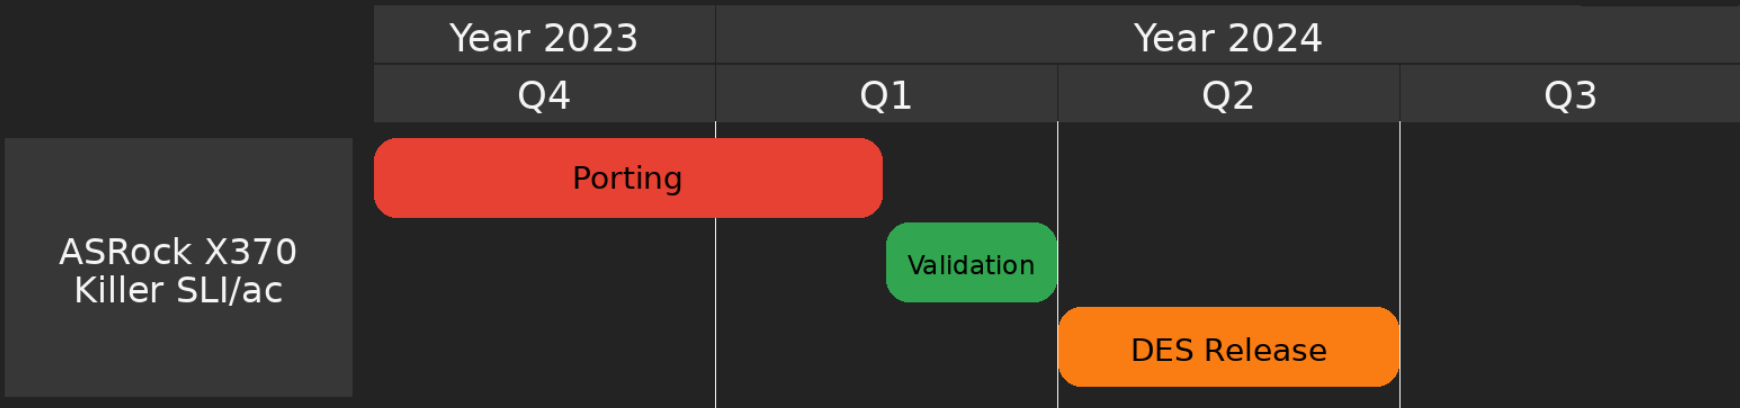 Year 2023
Year 2024
Q4
Q1
Q2
Q3
ASRock X370
Killer SLI/ac
Porting
Validation
DES Release